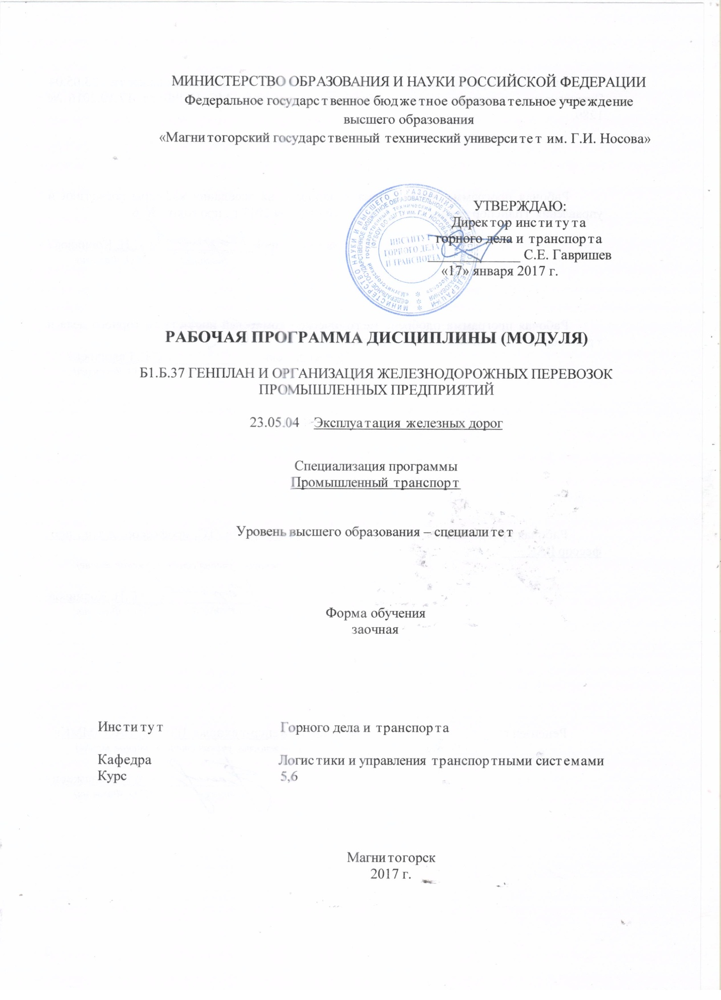 МИНИСТЕРСТВО ОБРАЗОВАНИЯ И НАУКИ РОССИЙСКОЙ ФЕДЕРАЦИИ
Федеральное государственное бюджетное образовательное учреждение
высшего образования
«Магнитогорский государственный технический университет им. Г.И. Носова»
УТВЕРЖДАЮ:
Директор института
горного дела и транспорта
_____________ С.Е. Гавришев
«17» января 2017 г.
ИНСТИТУТ
ГОРНОГО ДЕЛА
И ТРАНСПОРТА
РАБОЧАЯ ПРОГРАММА ДИСЦИПЛИНЫ (МОДУЛЯ)
Б1.Б.37 ГЕНПЛАН И ОРГАНИЗАЦИЯ ЖЕЛЕЗНОДОРОЖНЫХ ПЕРЕВОЗОК
ПРОМЫШЛЕННЫХ ПРЕДПРИЯТИЙ
23.05.04 Эксплуатация железных дорог
Специализация программы
Промышленный транспорт
Уровень высшего образования – специалитет
Форма обучения
заочная
Институт Горного дела и транспорта
Кафедра Логистики и управления транспортными системами
Курс 5,6
Магнитогорск
2017 г.